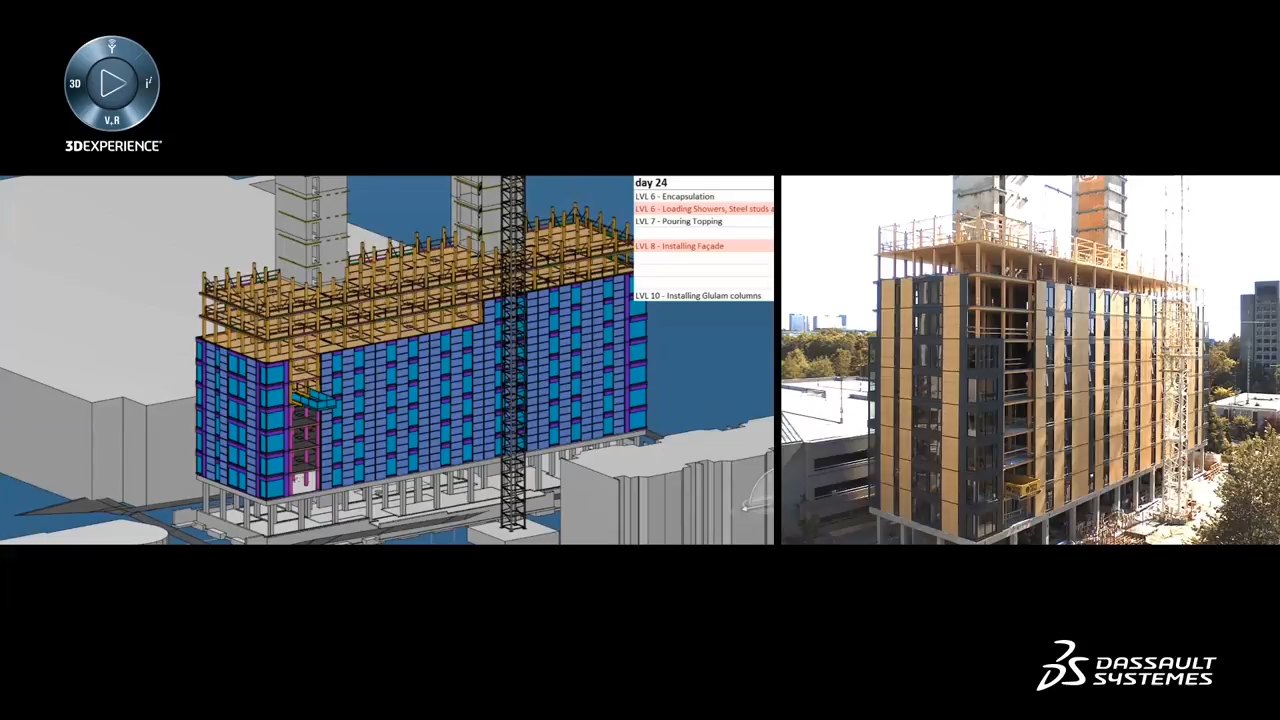 3D
i²
V,R
3DEXPERIENCE
day 24
LVL 6 - Encapsulation
LVL 6 - Loading Showers, Steel studs a
LVL 7 - Pouring Topping
LVL 8 - Installing Façade
LVL 10 - Installing Glulam columns
DASSAULT
SYSTEMES